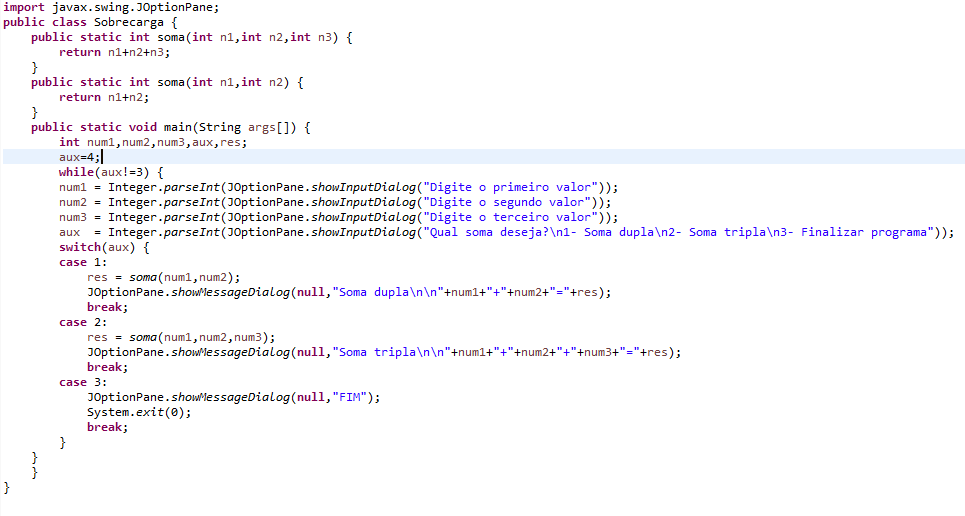 import javax.swing.JOptionPane;
public class Sobrecarga {
    public static int soma(int n1,int n2,int n3) {
        return n1+n2+n3;
    }
    public static int soma(int n1,int n2) {
        return n1+n2;
    }
    public static void main(String args[]) {
        int num1,num2,num3,aux,res;
        aux=4;
        while(aux!=3) {
        num1 = Integer.parseInt(JOptionPane.showInputDialog("Digite o primeiro valor"));
        num2 = Integer.parseInt(JOptionPane.showInputDialog("Digite o segundo valor"));
        num3 = Integer.parseInt(JOptionPane.showInputDialog("Digite o terceiro valor"));
        aux  = Integer.parseInt(JOptionPane.showInputDialog("Qual soma deseja?\n1- Soma dupla\n2- Soma tripla\n3- Finalizar programa"));
        switch(aux) {
        case 1:
            res = soma(num1,num2);
            JOptionPane.showMessageDialog(null,"Soma dupla\n\n"+num1+"+"+num2+"="+res);
            break;
        case 2:
            res = soma(num1,num2,num3);
            JOptionPane.showMessageDialog(null,"Soma tripla\n\n"+num1+"+"+num2+"+"+num3+"="+res);
            break;
        case 3:
            JOptionPane.showMessageDialog(null,"FIM");
            System.exit(0);
            break;
        }
    }
    }
}